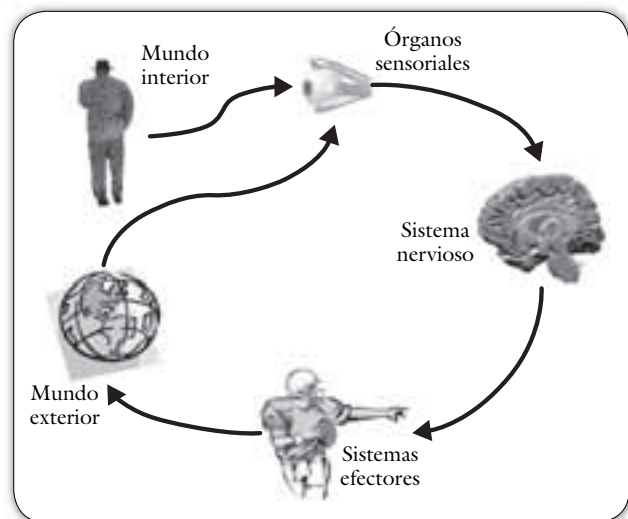 Mundo
interior
Órganos
sensoriales
Sistema
nervioso
Mundo
exterior
Sistemas
efectores